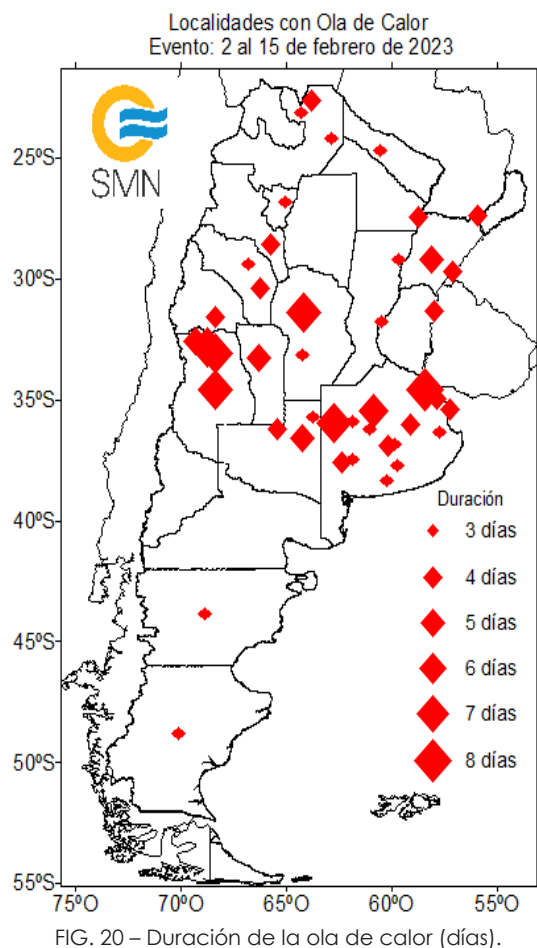 Localidades con Ola de Calor
Evento: 2 al 15 de febrero de 2023
SMN
25ºS
30ºS
35ºS
40ºS
45ºS
50ºS
55ºS
75ºO
70ºO
65ºO
60ºO
55ºO
Duración
3 días
4 días
5 días
6 días
7 días
8 días
FIG. 20 – Duración de la ola de calor (días).